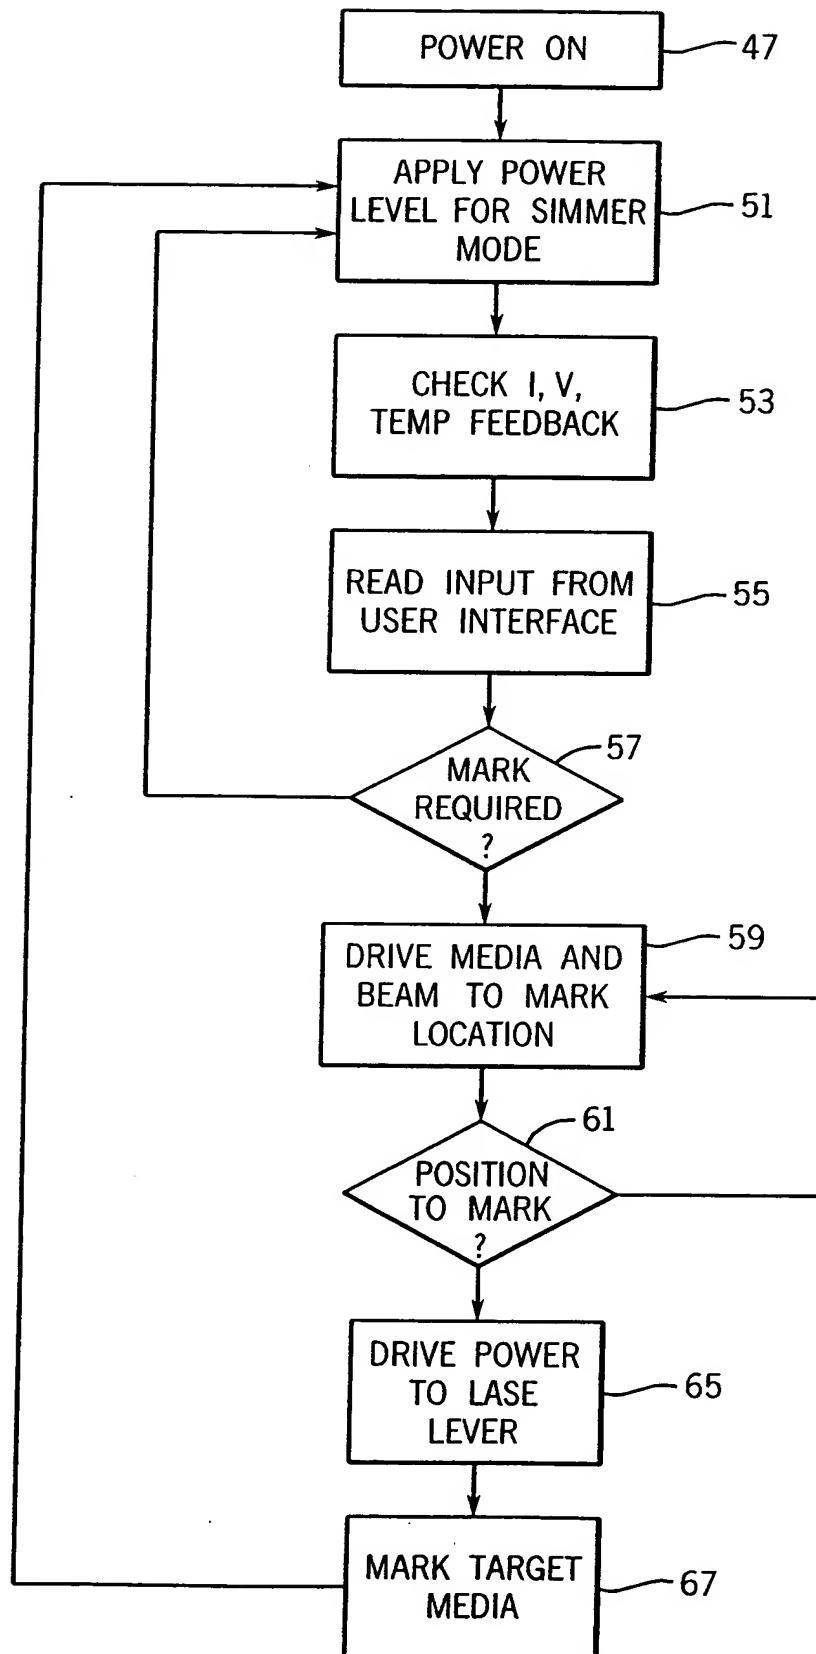 POWER ON
47
APPLY POWER
LEVEL FOR SIMMER
MODE
51
CHECK I, V,
TEMP FEEDBACK
53
READ INPUT FROM
USER INTERFACE
55
57
MARK
REQUIRED
?
59
DRIVE MEDIA AND
BEAM TO MARK
LOCATION
61
POSITION
TO MARK
?
DRIVE POWER
TO LASE
LEVER
65
MARK TARGET
MEDIA
67